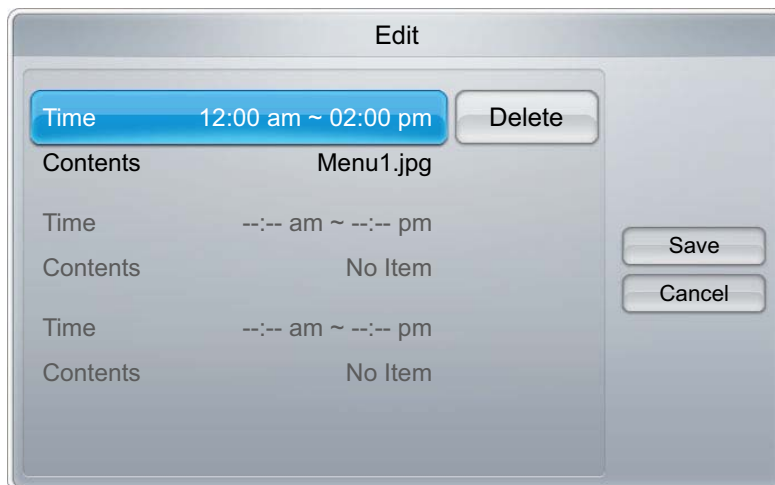 Edit
Time 12:00 am ~ 02:00 pm Delete
Contents Menu1.jpg
Time --:-- am ~ --:-- pm
Save
Contents No Item
Cancel
Time --:-- am ~ --:-- pm
Contents No Item